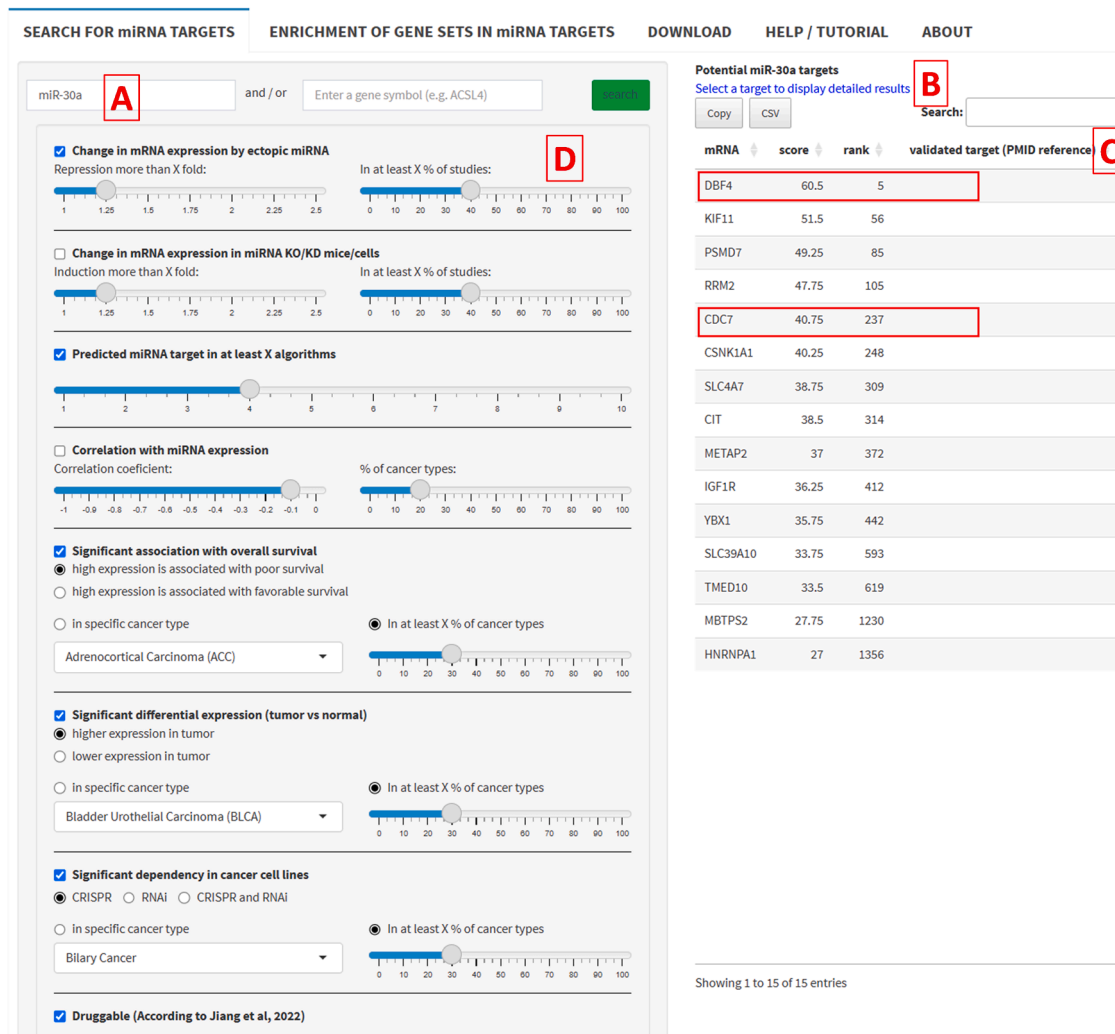 SEARCH FOR miRNA TARGETS ENRICHMENT OF GENE SETS IN miRNA TARGETS DOWNLOAD HELP / TUTORIAL ABOUT
miR-30a A and / or Enter a gene symbol (e.g. ACSL4) search
D
Change in mRNA expression by ectopic miRNA
Repression more than X fold: In at least X % of studies:
1 1.25 1.5 1.75 2 2.25 2.5 0 10 20 30 40 50 60 70 80 90 100
Change in mRNA expression in miRNA KO/KD mice/cells
Induction more than X fold: In at least X % of studies:
1 1.25 1.5 1.75 2 2.25 2.5 0 10 20 30 40 50 60 70 80 90 100
Predicted miRNA target in at least X algorithms
1 2 3 4 5 6 7 8 9 10
Correlation with miRNA expression
Correlation coeficient: % of cancer types:
-1 -0.9 -0.8 -0.7 -0.6 -0.5 -0.4 -0.3 -0.2 -0.1 0 0 10 20 30 40 50 60 70 80 90 100
Significant association with overall survival
high expression is associated with poor survival
high expression is associated with favorable survival
in specific cancer type In at least X % of cancer types
Adrenocortical Carcinoma (ACC)
0 10 20 30 40 50 60 70 80 90 100
Significant differential expression (tumor vs normal)
higher expression in tumor
lower expression in tumor
in specific cancer type In at least X % of cancer types
Bladder Urothelial Carcinoma (BLCA)
0 10 20 30 40 50 60 70 80 90 100
Significant dependency in cancer cell lines
CRISPR RNAi CRISPR and RNAi
in specific cancer type In at least X % of cancer types
Bilary Cancer
0 10 20 30 40 50 60 70 80 90 100
Druggable (According to Jiang et al, 2022)
Potential miR-30a targets
Select a target to display detailed results B
Copy CSV Search:
mRNA score rank validated target (PMID reference) C
DBF4 60.5 5
KIF11 51.5 56
PSMD7 49.25 85
RRM2 47.75 105
CDC7 40.75 237
CSNK1A1 40.25 248
SLC4A7 38.75 309
CIT 38.5 314
METAP2 37 372
IGF1R 36.25 412
YBX1 35.75 442
SLC39A10 33.75 593
TMED10 33.5 619
MBTPS2 27.75 1230
HNRNPA1 27 1356
Showing 1 to 15 of 15 entries